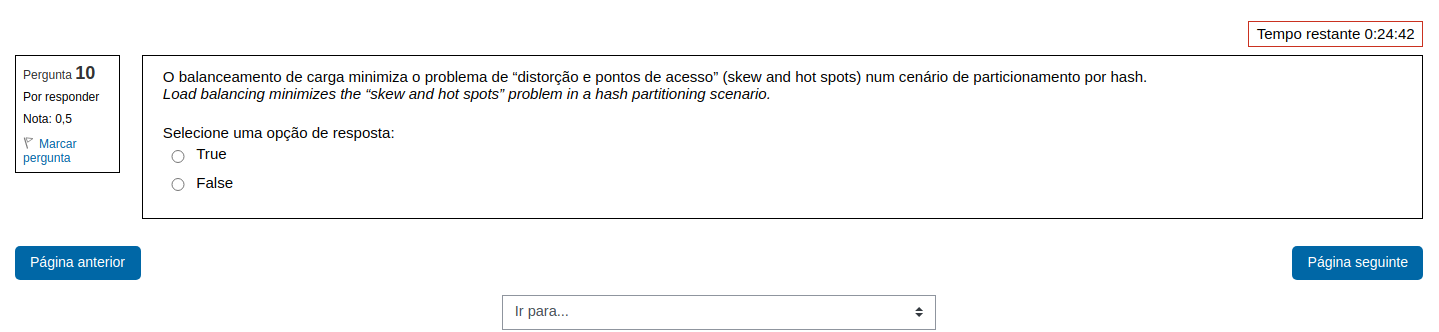 Tempo restante 0:24:42
Pergunta 10
Por responder
Nota: 0,5
Marcar
pergunta
O balanceamento de carga minimiza o problema de “distorção e pontos de acesso” (skew and hot spots) num cenário de particionamento por hash.
Load balancing minimizes the “skew and hot spots” problem in a hash partitioning scenario.
Selecione uma opção de resposta:
True
False
Página anterior
Página seguinte
Ir para...